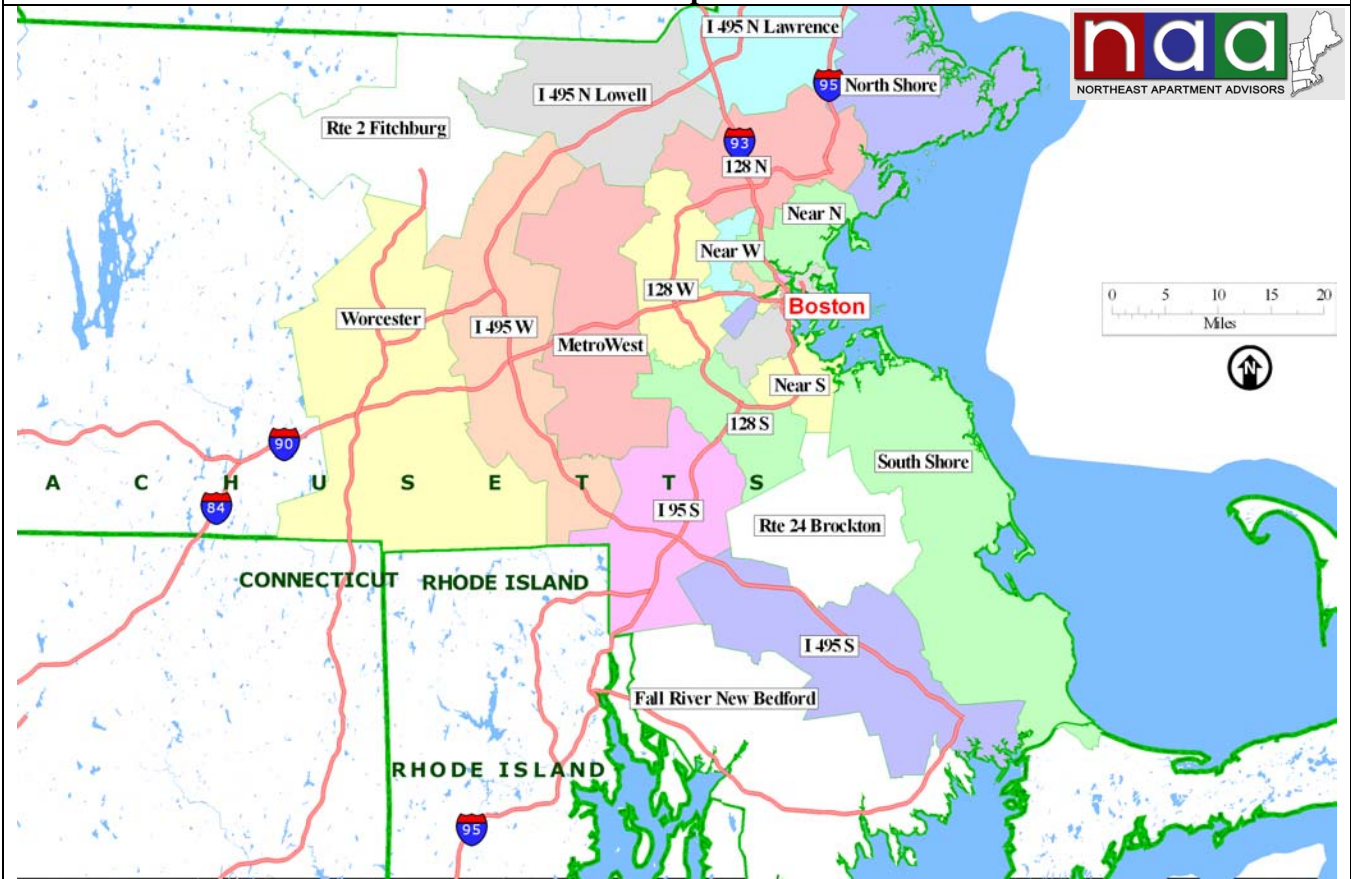 I 495 N Lawrence
naa
NORTHEAST APARTMENT ADVISORS
95
North Shore
I 495 N Lowell
Rte 2 Fitchburg
93
128 N
Near N
Near W
128 W
Boston
0 5 10 15 20
Miles
N
Worcester
I 495 W
MetroWest
Near S
128 S
90
South Shore
A C H U S E T T S
84
I 95 S
Rte 24 Brockton
CONNECTICUT
RHODE ISLAND
I 495 S
Fall River New Bedford
RHODE ISLAND
95